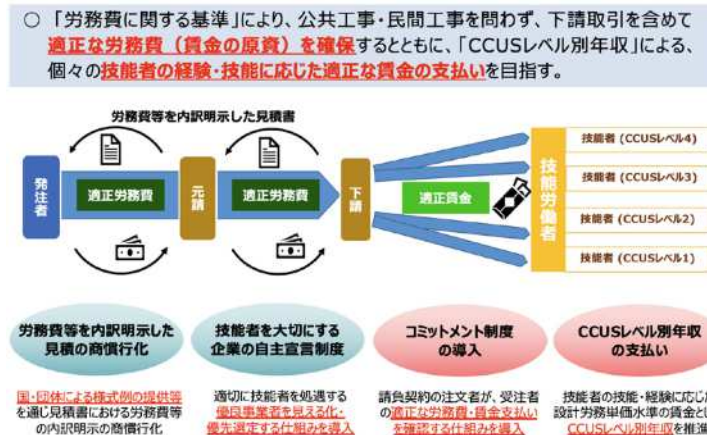 ○ 「労務費に関する基準」により、公共工事・民間工事を問わず、下請取引を含めて
適正な労務費（賃金の原資）を確保するとともに、「CCUSレベル別年収」による、
個々の技能者の経験・技能に応じた適正な賃金の支払いを目指す。
労務費等を内訳明示した見積書
発注者
適正労務費
元請
適正労務費
下請
適正賃金
技能労働者
技能者 (CCUSレベル4)
技能者 (CCUSレベル3)
技能者 (CCUSレベル2)
技能者 (CCUSレベル1)
労務費等を内訳明示した
見積の商慣行化
国・団体による様式例の提供等
を通じ見積書における労務費等
の内訳明示の商慣行化
技能者を大切にする
企業の自主宣言制度
適切に技能者を処遇する
優良事業者を見える化・
優先選定する仕組みを導入
コミットメント制度
の導入
請負契約の注文者が、受注者
の適正な労務費・賃金支払い
を確認する仕組みを導入
CCUSレベル別年収
の支払い
技能者の技能・経験に応じた
設計労務単価水準の賃金とし
CCUSレベル別年収を推進